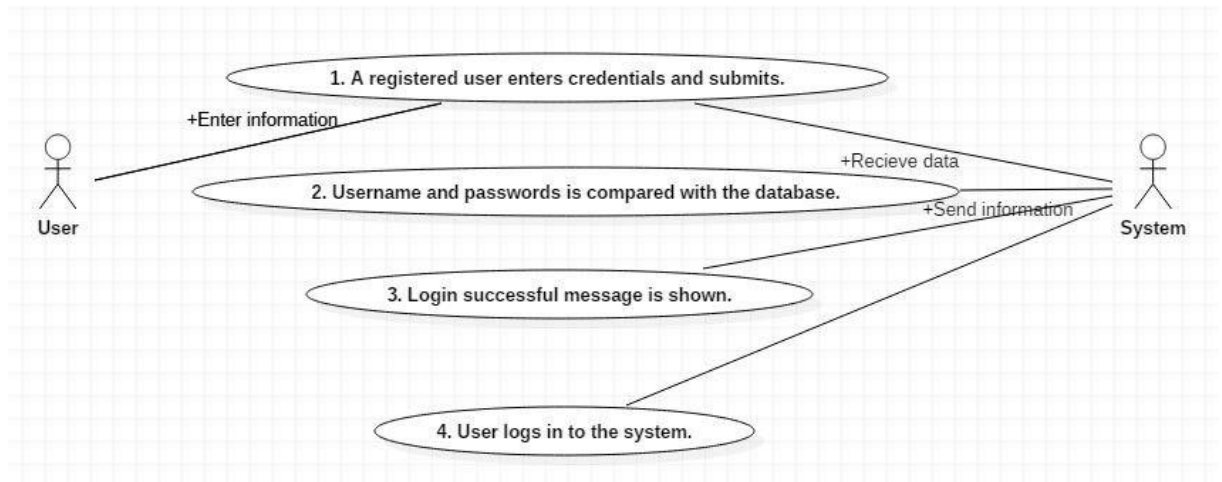 1. A registered user enters credentials and submits.
+Enter information
+Recieve data
2. Username and passwords is compared with the database.
+Send information
User
System
3. Login successful message is shown.
4. User logs in to the system.